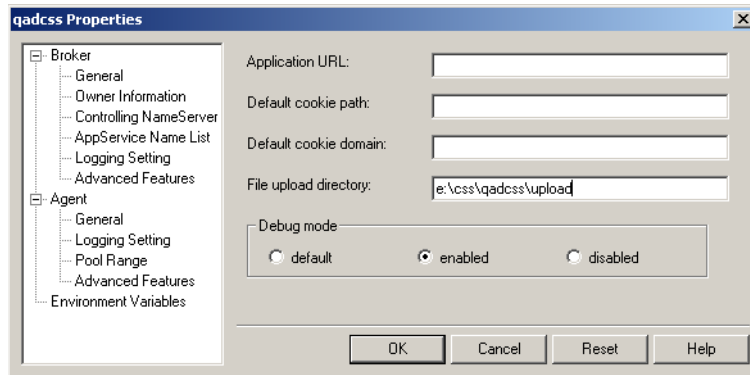 qadcss Properties
Broker
General
Owner Information
Controlling NameServer
AppService Name List
Logging Setting
Advanced Features
Agent
General
Logging Setting
Pool Range
Advanced Features
Environment Variables
Application URL:
Default cookie path:
Default cookie domain:
File upload directory: e:\css\qadcss\upload
Debug mode
default enabled disabled
OK Cancel Reset Help